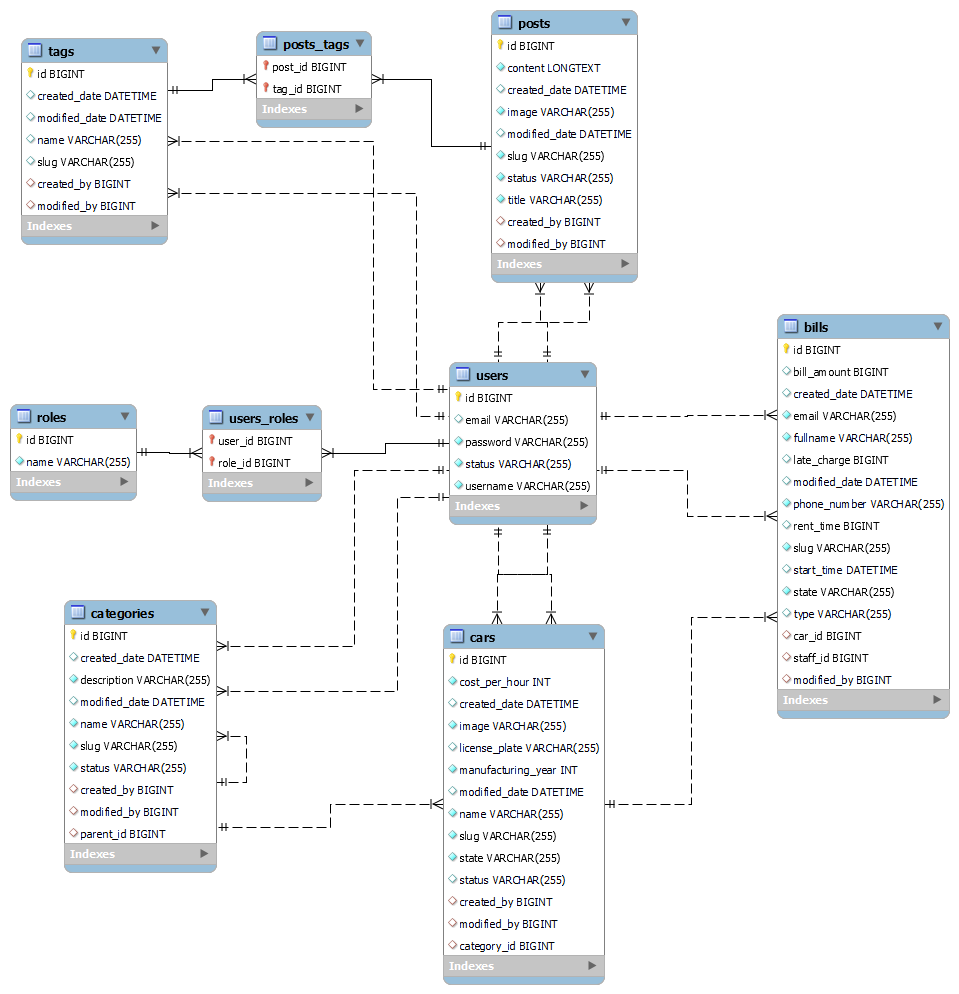 tags
id BIGINT
created_date DATETIME
modified_date DATETIME
name VARCHAR(255)
slug VARCHAR(255)
created_by BIGINT
modified_by BIGINT
Indexes
posts_tags
post_id BIGINT
tag_id BIGINT
Indexes
posts
id BIGINT
content LONGTEXT
created_date DATETIME
image VARCHAR(255)
modified_date DATETIME
slug VARCHAR(255)
status VARCHAR(255)
title VARCHAR(255)
created_by BIGINT
modified_by BIGINT
Indexes
roles
id BIGINT
name VARCHAR(255)
Indexes
users_roles
user_id BIGINT
role_id BIGINT
Indexes
users
id BIGINT
email VARCHAR(255)
password VARCHAR(255)
status VARCHAR(255)
username VARCHAR(255)
Indexes
bills
id BIGINT
bill_amount BIGINT
created_date DATETIME
email VARCHAR(255)
fullname VARCHAR(255)
late_charge BIGINT
modified_date DATETIME
phone_number VARCHAR(255)
rent_time BIGINT
slug VARCHAR(255)
start_time DATETIME
state VARCHAR(255)
type VARCHAR(255)
car_id BIGINT
staff_id BIGINT
modified_by BIGINT
Indexes
categories
id BIGINT
created_date DATETIME
description VARCHAR(255)
modified_date DATETIME
name VARCHAR(255)
slug VARCHAR(255)
status VARCHAR(255)
created_by BIGINT
modified_by BIGINT
parent_id BIGINT
Indexes
cars
id BIGINT
cost_per_hour INT
created_date DATETIME
image VARCHAR(255)
license_plate VARCHAR(255)
manufacturing_year INT
modified_date DATETIME
name VARCHAR(255)
slug VARCHAR(255)
state VARCHAR(255)
status VARCHAR(255)
created_by BIGINT
modified_by BIGINT
category_id BIGINT
Indexes